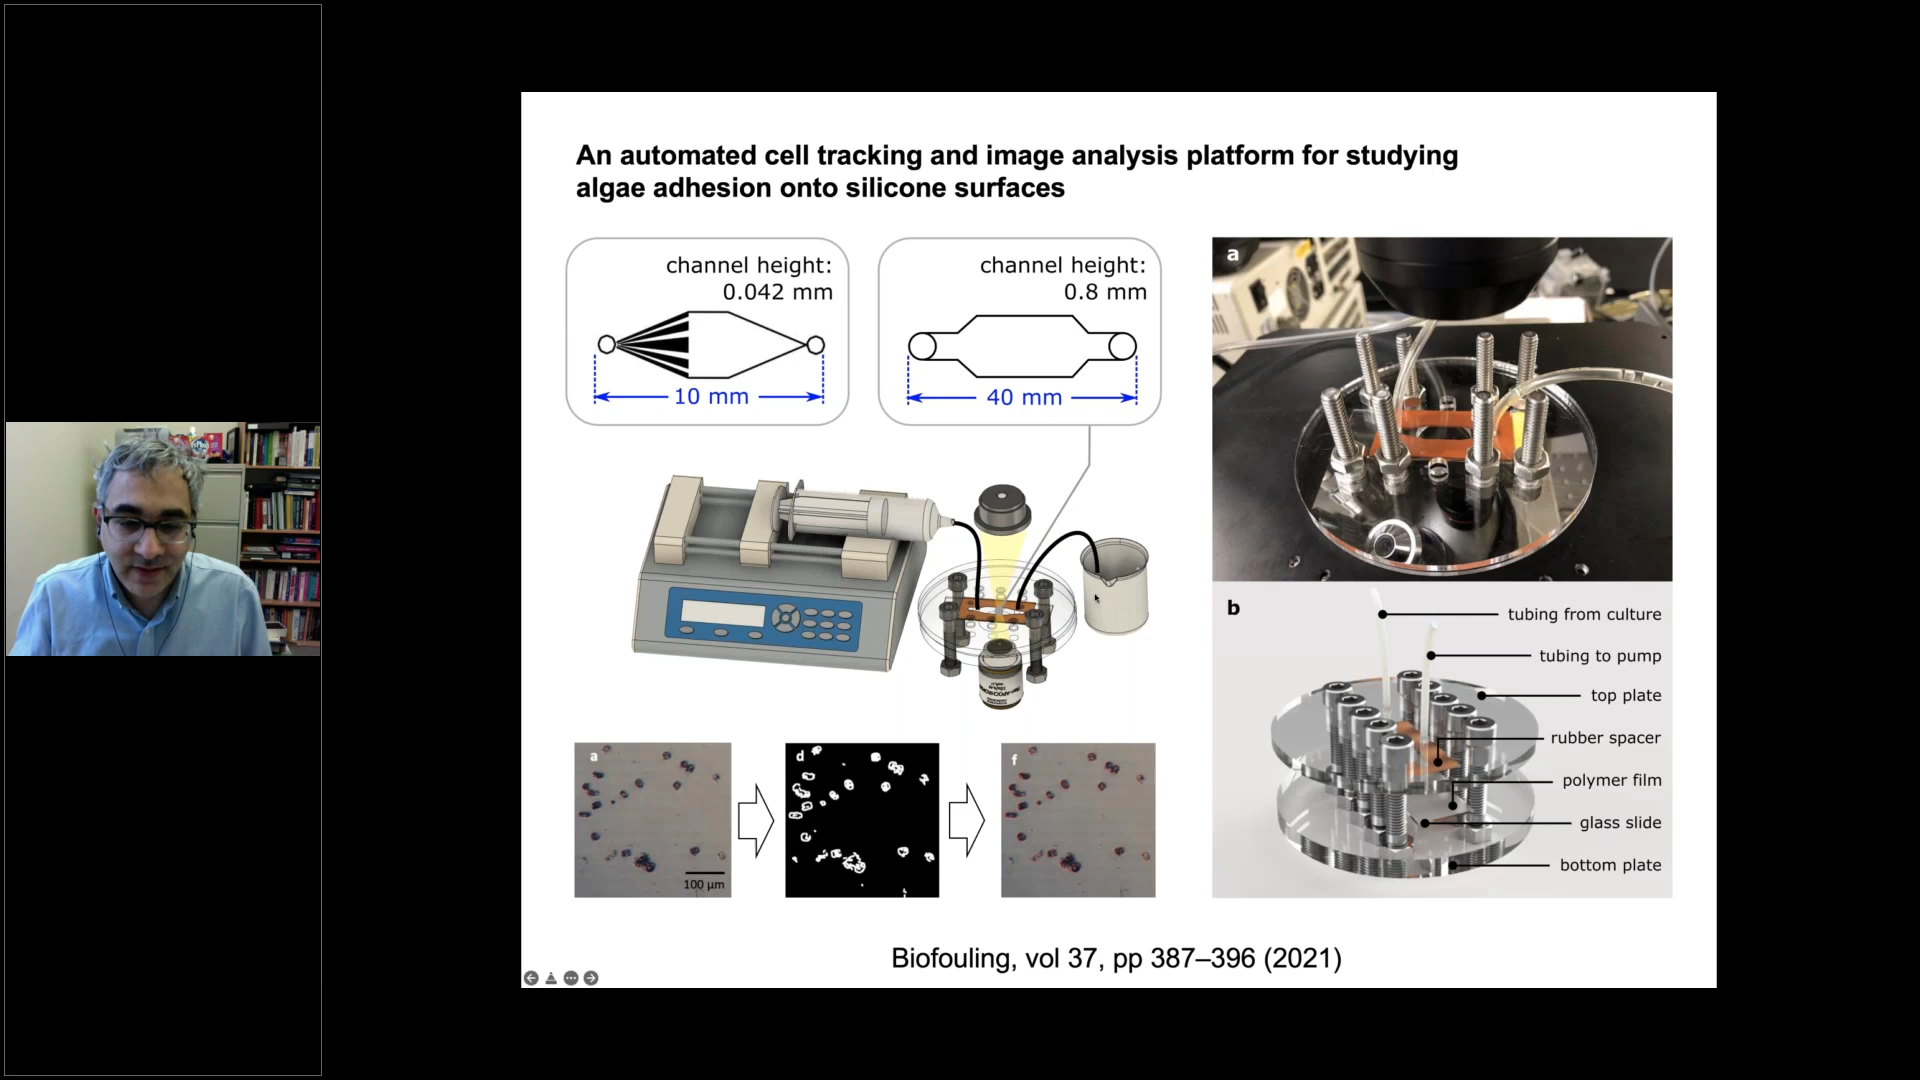 An automated cell tracking and image analysis platform for studying
algae adhesion onto silicone surfaces
channel height:
0.042 mm
10 mm
channel height:
0.8 mm
40 mm
a
b
tubing from culture
tubing to pump
top plate
rubber spacer
polymer film
glass slide
bottom plate
a
100 µm
d
f
Biofouling, vol 37, pp 387–396 (2021)